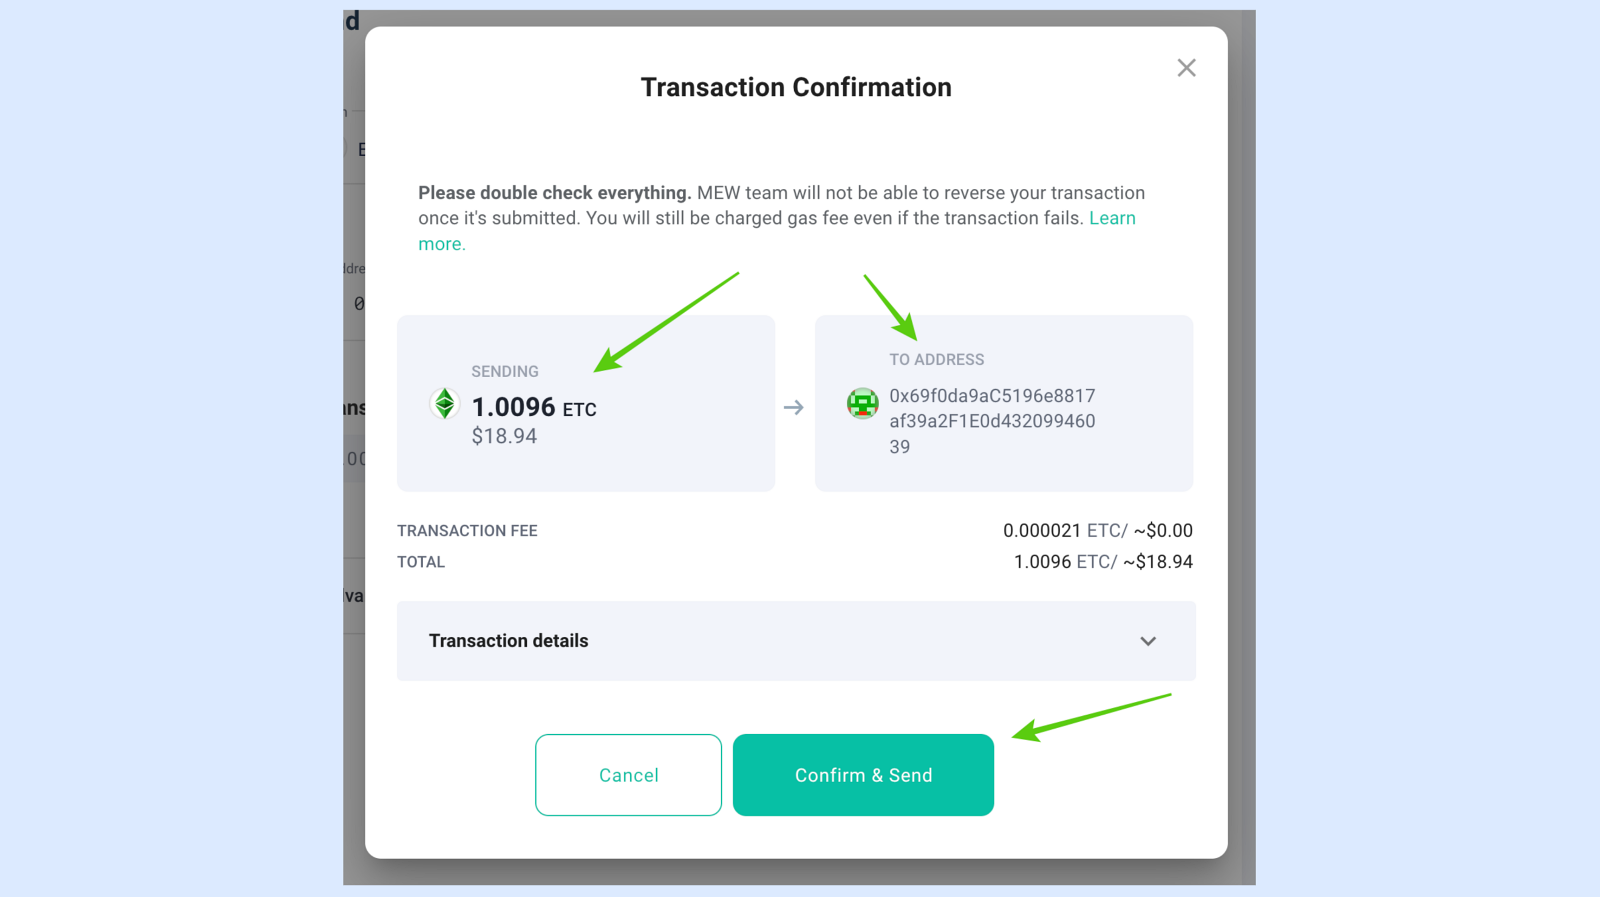 Transaction Confirmation
Please double check everything. MEW team will not be able to reverse your transaction
once it's submitted. You will still be charged gas fee even if the transaction fails. Learn
more.
SENDING
1.0096 ETC
$18.94
TO ADDRESS
0x69f0da9aC5196e8817
af39a2F1E0d432099460
39
TRANSACTION FEE
0.000021 ETC/ ~$0.00
TOTAL
1.0096 ETC/ ~$18.94
Transaction details
Cancel
Confirm & Send